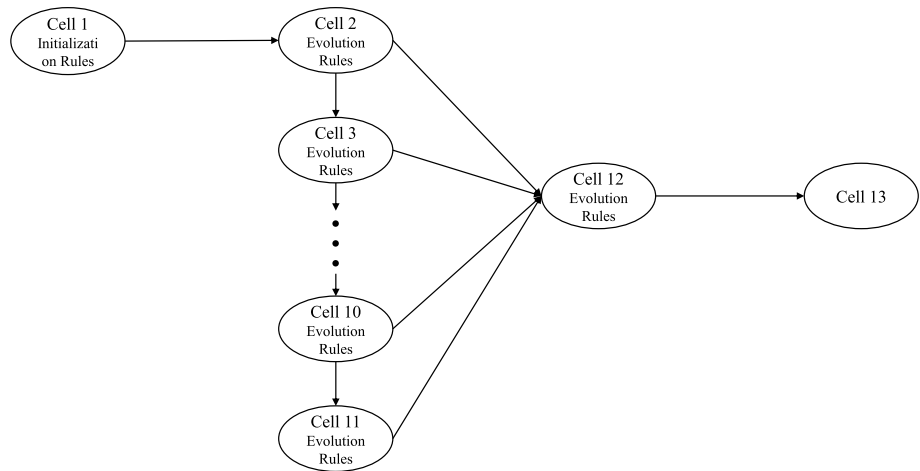 Cell 1
Initializati
on Rules
Cell 2
Evolution
Rules
Cell 3
Evolution
Rules
Cell 12
Evolution
Rules
Cell 13
Cell 10
Evolution
Rules
Cell 11
Evolution
Rules